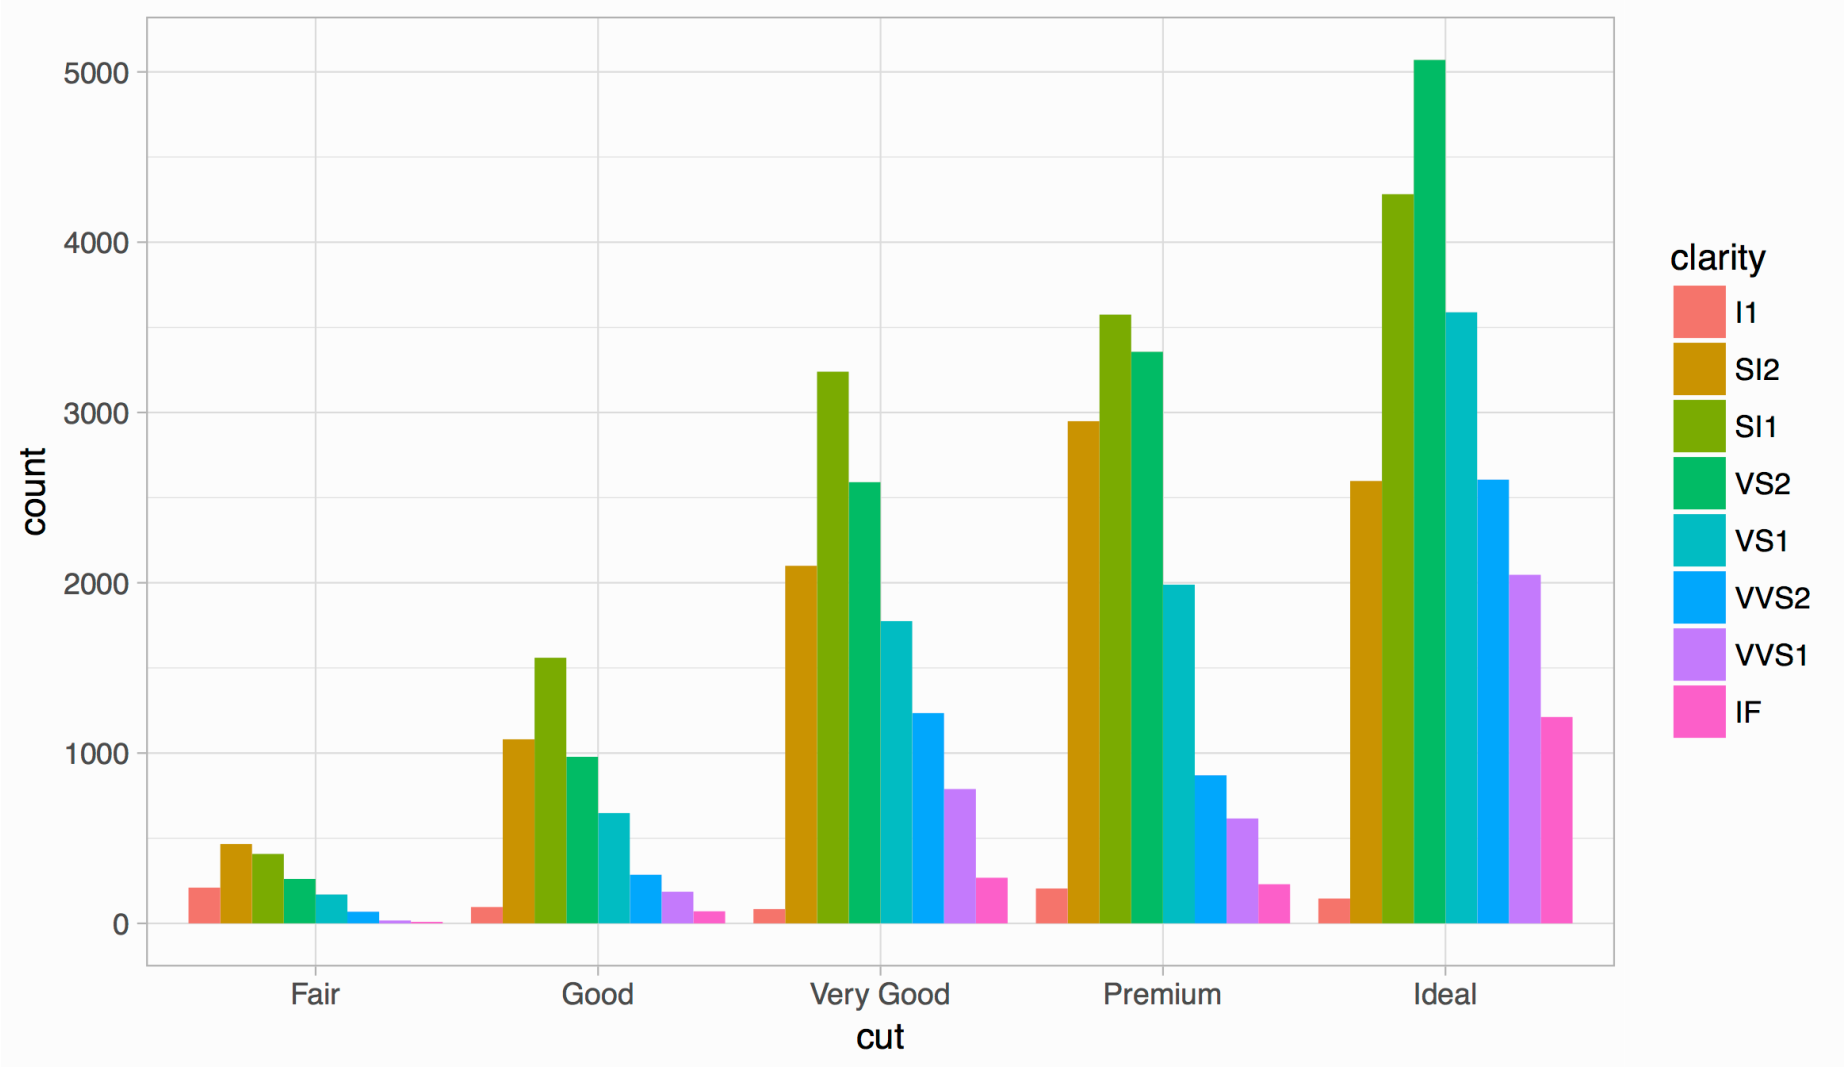 5000
4000
3000
2000
1000
0
count
Fair
Good
Very Good
Premium
Ideal
cut
clarity
I1
SI2
SI1
VS2
VS1
VVS2
VVS1
IF